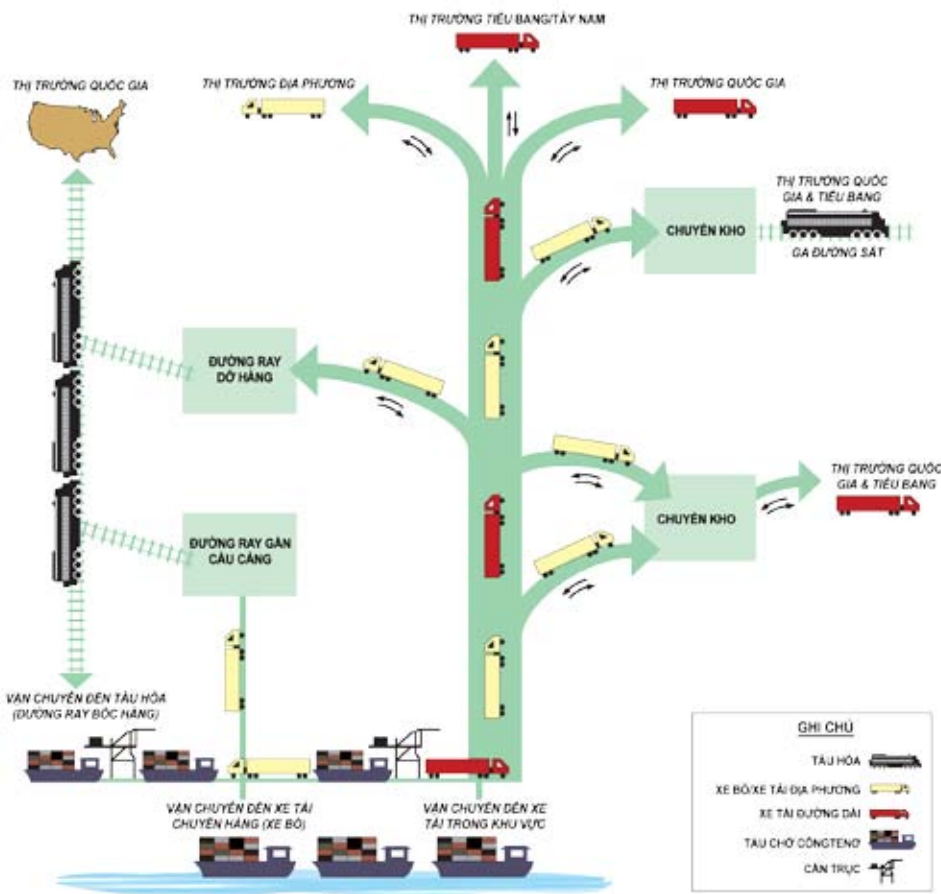 THỊ TRƯỜNG TIỂU BANG/TÂY NAM
THỊ TRƯỜNG QUỐC GIA
THỊ TRƯỜNG ĐỊA PHƯƠNG
THỊ TRƯỜNG QUỐC GIA
THỊ TRƯỜNG QUỐC
GIA & TIỂU BANG
CHUYỂN KHO
GA ĐƯỜNG SẮT
ĐƯỜNG RAY
DỠ HÀNG
THỊ TRƯỜNG QUỐC
GIA & TIỂU BANG
CHUYỂN KHO
ĐƯỜNG RAY GẦN
CẦU CẢNG
VẬN CHUYỂN ĐẾN TÀU HỎA
(ĐƯỜNG RAY BỐC HÀNG)
VẬN CHUYỂN ĐẾN XE TẢI
CHUYỂN HÀNG (XE BÒ)
VẬN CHUYỂN ĐẾN XE
TẢI TRONG KHU VỰC
GHI CHÚ
TÀU HỎA
XE BÒ/XE TẢI ĐỊA PHƯƠNG
XE TẢI ĐƯỜNG DÀI
TÀU CHỞ CÔNGTENƠ
CẦN TRỤC